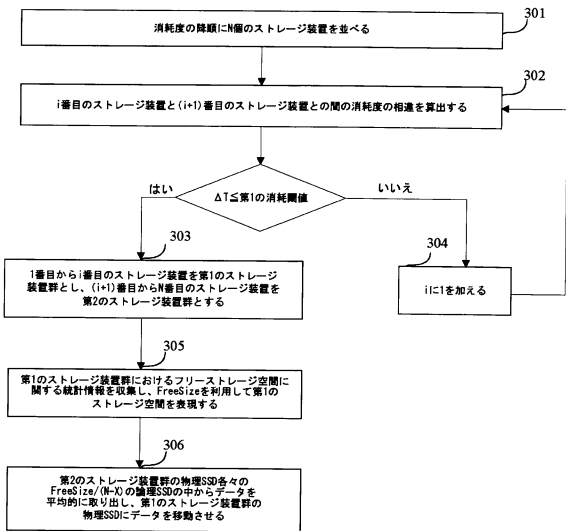 301
消耗度の降順にN個のストレージ装置を並べる
302
i番目のストレージ装置と(i+1)番目のストレージ装置との間の消耗度の相違を算出する
はい
ΔT≦第1の消耗閾値
いいえ
303
1番目からi番目のストレージ装置を第1のストレージ
装置群とし、(i+1)番目からN番目のストレージ装置を
第2のストレージ装置群とする
304
iに1を加える
305
第1のストレージ装置群におけるフリーストレージ空間に
関する統計情報を収集し、FreeSizeを利用して第1の
ストレージ空間を表現する
306
第2のストレージ装置群の物理SSD各々の
FreeSize/(N-X)の論理SSDの中からデータを
平均的に取り出し、第1のストレージ装置群の
物理SSDにデータを移動させる